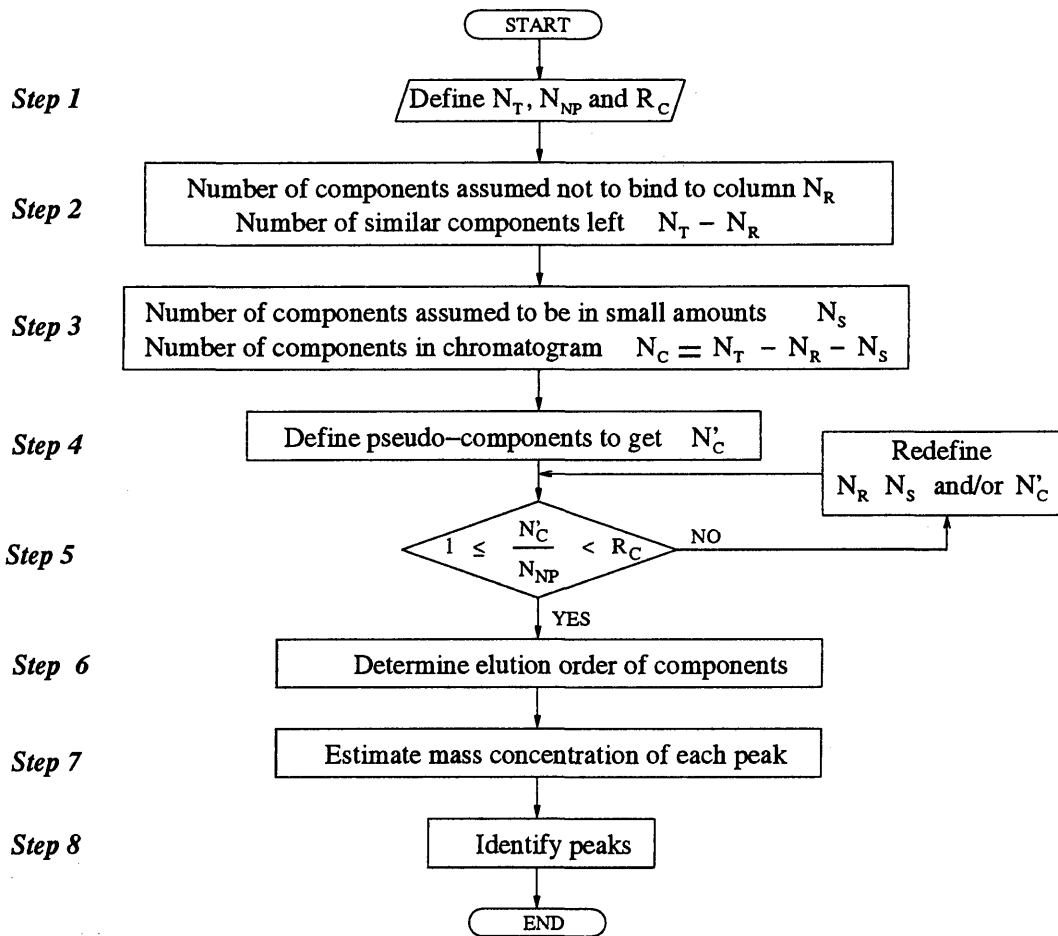 START
Step 1
Define N_T, N_NP and R_C
Step 2
Number of components assumed not to bind to column N_R
Number of similar components left N_T − N_R
Step 3
Number of components assumed to be in small amounts N_S
Number of components in chromatogram N_C = N_T − N_R − N_S
Step 4
Define pseudo−components to get N'_C
Redefine
N_R N_S and/or N'_C
Step 5
1 ≤ N'_C / N_NP < R_C
NO
YES
Step 6
Determine elution order of components
Step 7
Estimate mass concentration of each peak
Step 8
Identify peaks
END